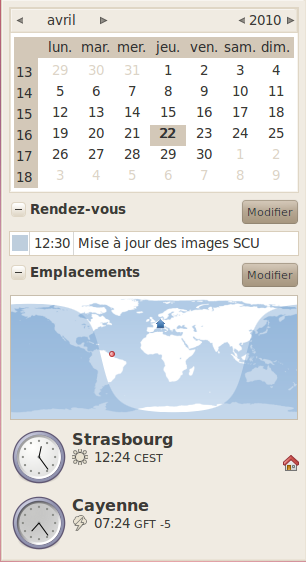 avril 2010
lun. mar. mer. jeu. ven. sam. dim.
13 29 30 31 1 2 3 4
14 5 6 7 8 9 10 11
15 12 13 14 15 16 17 18
16 19 20 21 22 23 24 25
17 26 27 28 29 30 1 2
18 3 4 5 6 7 8 9
Rendez-vous Modifier
12:30 Mise à jour des images SCU
Emplacements Modifier
Strasbourg
12:24 CEST
Cayenne
07:24 GFT -5